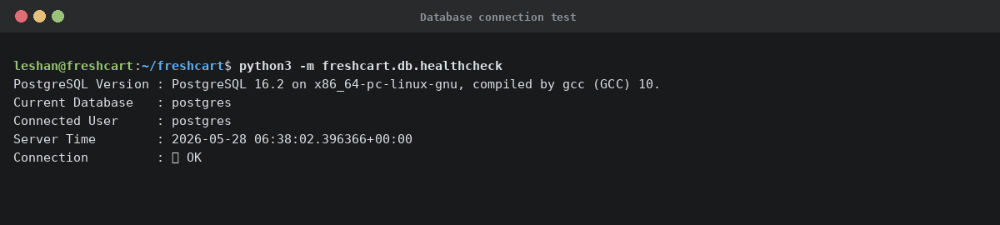 Database connection test
leshan@freshcart:~/freshcart$ python3 -m freshcart.db.healthcheck
PostgreSQL Version : PostgreSQL 16.2 on x86_64-pc-linux-gnu, compiled by gcc (GCC) 10.
Current Database   : postgres
Connected User     : postgres
Server Time        : 2026-05-28 06:38:02.396366+00:00
Connection         : ▯ OK